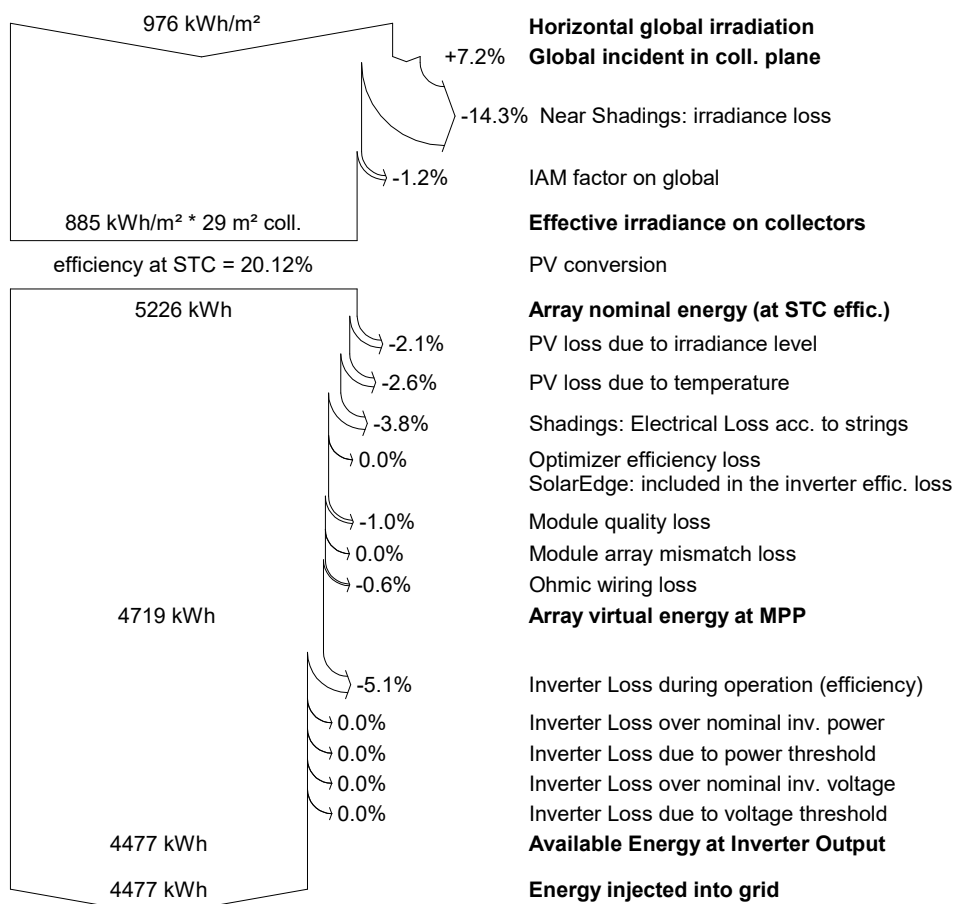 976 kWh/m² Horizontal global irradiation
+7.2% Global incident in coll. plane
-14.3% Near Shadings: irradiance loss
-1.2% IAM factor on global
885 kWh/m² * 29 m² coll. Effective irradiance on collectors
efficiency at STC = 20.12% PV conversion
5226 kWh Array nominal energy (at STC effic.)
-2.1% PV loss due to irradiance level
-2.6% PV loss due to temperature
-3.8% Shadings: Electrical Loss acc. to strings
0.0% Optimizer efficiency loss
SolarEdge: included in the inverter effic. loss
-1.0% Module quality loss
0.0% Module array mismatch loss
-0.6% Ohmic wiring loss
4719 kWh Array virtual energy at MPP
-5.1% Inverter Loss during operation (efficiency)
0.0% Inverter Loss over nominal inv. power
0.0% Inverter Loss due to power threshold
0.0% Inverter Loss over nominal inv. voltage
0.0% Inverter Loss due to voltage threshold
4477 kWh Available Energy at Inverter Output
4477 kWh Energy injected into grid